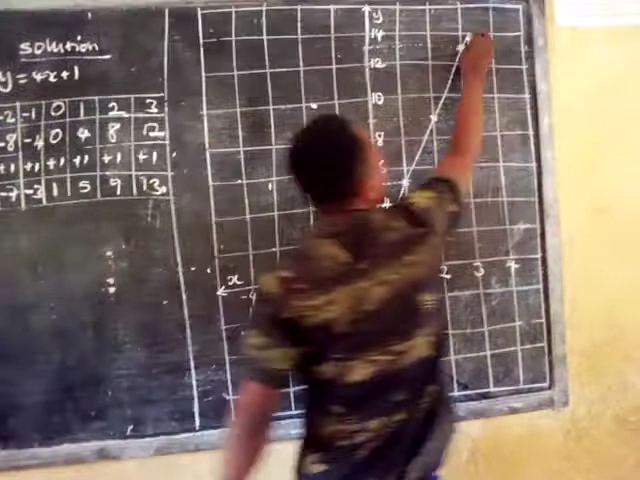 solution
y = 4x+1
-2 -1 0 1 2 3
-8 -4 0 4 8 12
+1 +1 +1 +1 +1 +1
-7 -3 1 5 9 13
y
14
12
10
8
4
x
-4
2 3 4